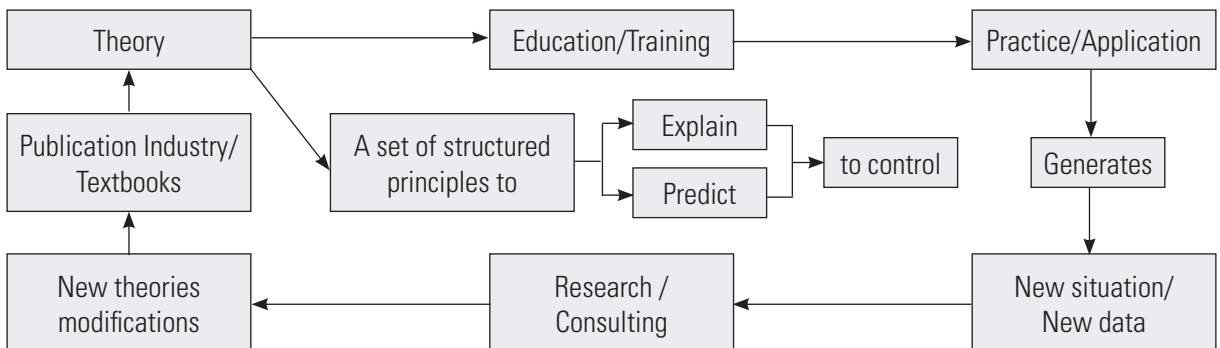 Theory
Education/Training
Practice/Application
Publication Industry/
Textbooks
A set of structured
principles to
Explain
Predict
to control
Generates
New theories
modifications
Research /
Consulting
New situation/
New data